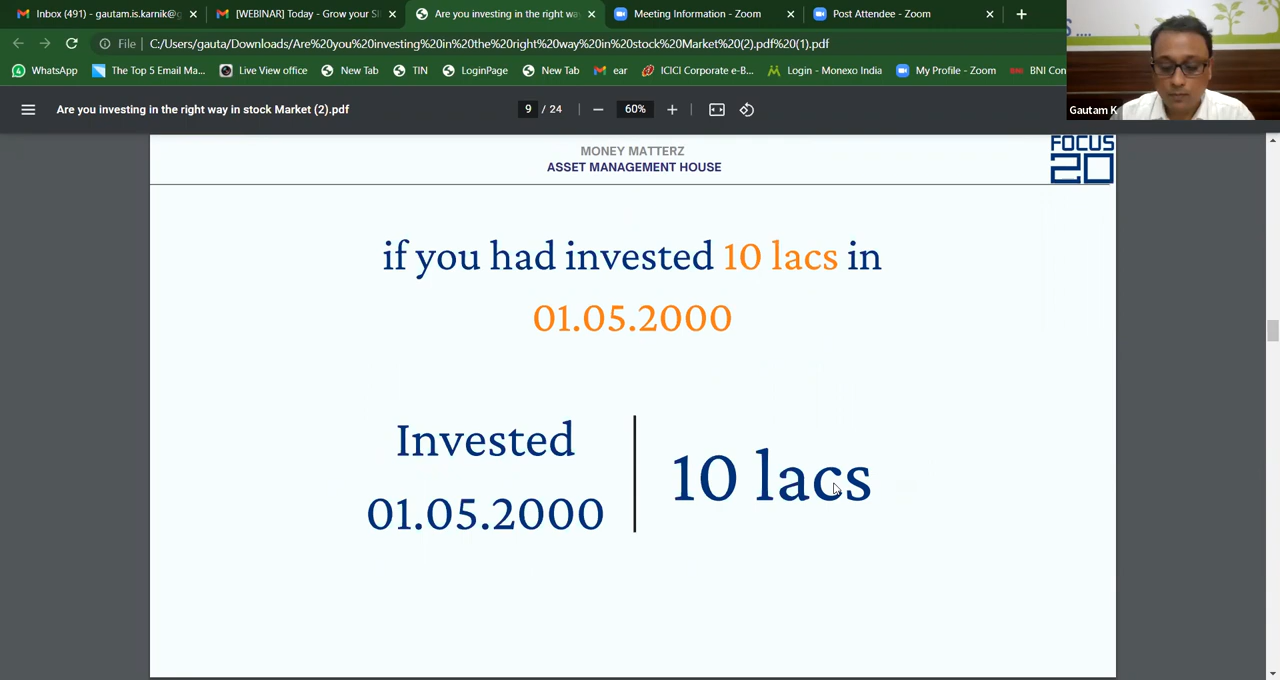 Inbox (491) - gautam.is.karnik@g
[WEBINAR] Today - Grow your SI
Are you investing in the right wa
Meeting Information - Zoom
Post Attendee - Zoom
File
C:/Users/gauta/Downloads/Are%20you%20investing%20in%20the%20right%20way%20in%20stock%20Market%20(2).pdf%20(1).pdf
WhatsApp
The Top 5 Email Ma...
Live View office
New Tab
TIN
LoginPage
New Tab
ear
ICICI Corporate e-B...
Login - Monexo India
My Profile - Zoom
BNI Con
Gautam K
Are you investing in the right way in stock Market (2).pdf
9 / 24
60%
MONEY MATTERZ
ASSET MANAGEMENT HOUSE
FOCUS
20
if you had invested 10 lacs in
01.05.2000
Invested
01.05.2000
10 lacs